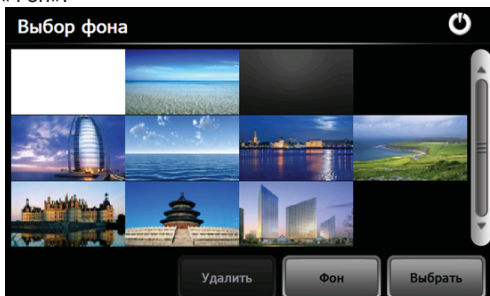 Выбор фона
Удалить
Фон
Выбрать